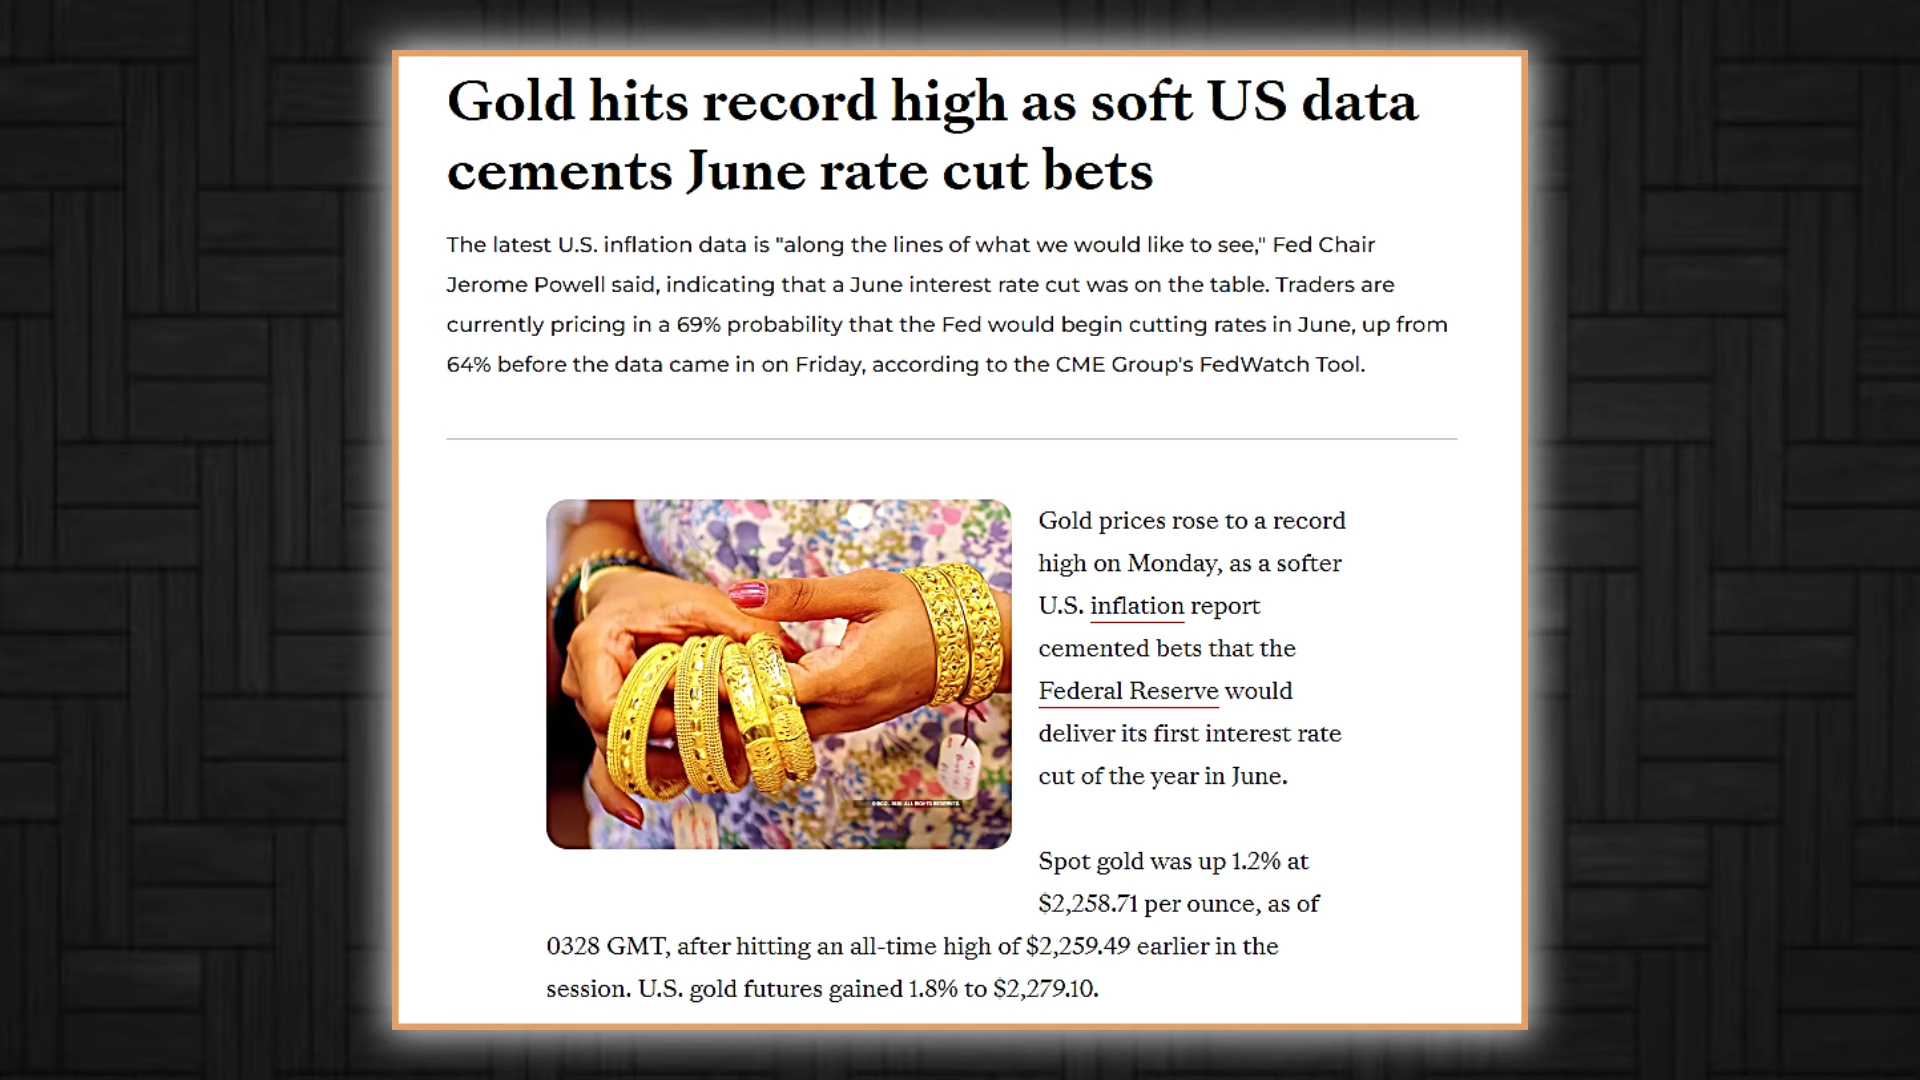 Gold hits record high as soft US data
cements June rate cut bets
The latest U.S. inflation data is "along the lines of what we would like to see," Fed Chair
Jerome Powell said, indicating that a June interest rate cut was on the table. Traders are
currently pricing in a 69% probability that the Fed would begin cutting rates in June, up from
64% before the data came in on Friday, according to the CME Group's FedWatch Tool.
Gold prices rose to a record
high on Monday, as a softer
U.S. inflation report
cemented bets that the
Federal Reserve would
deliver its first interest rate
cut of the year in June.
Spot gold was up 1.2% at
$2,258.71 per ounce, as of
0328 GMT, after hitting an all-time high of $2,259.49 earlier in the
session. U.S. gold futures gained 1.8% to $2,279.10.
ALL RIGHTS RESERVED